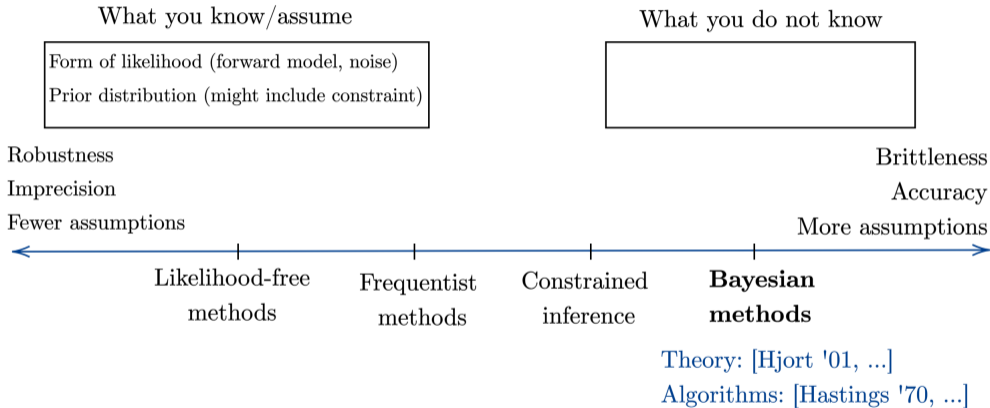 What you know/assume
What you do not know
Form of likelihood (forward model, noise)
Prior distribution (might include constraint)
Robustness
Imprecision
Fewer assumptions
Brittleness
Accuracy
More assumptions
Likelihood-free
methods
Frequentist
methods
Constrained
inference
Bayesian
methods
Theory: [Hjort '01, ...]
Algorithms: [Hastings '70, ...]